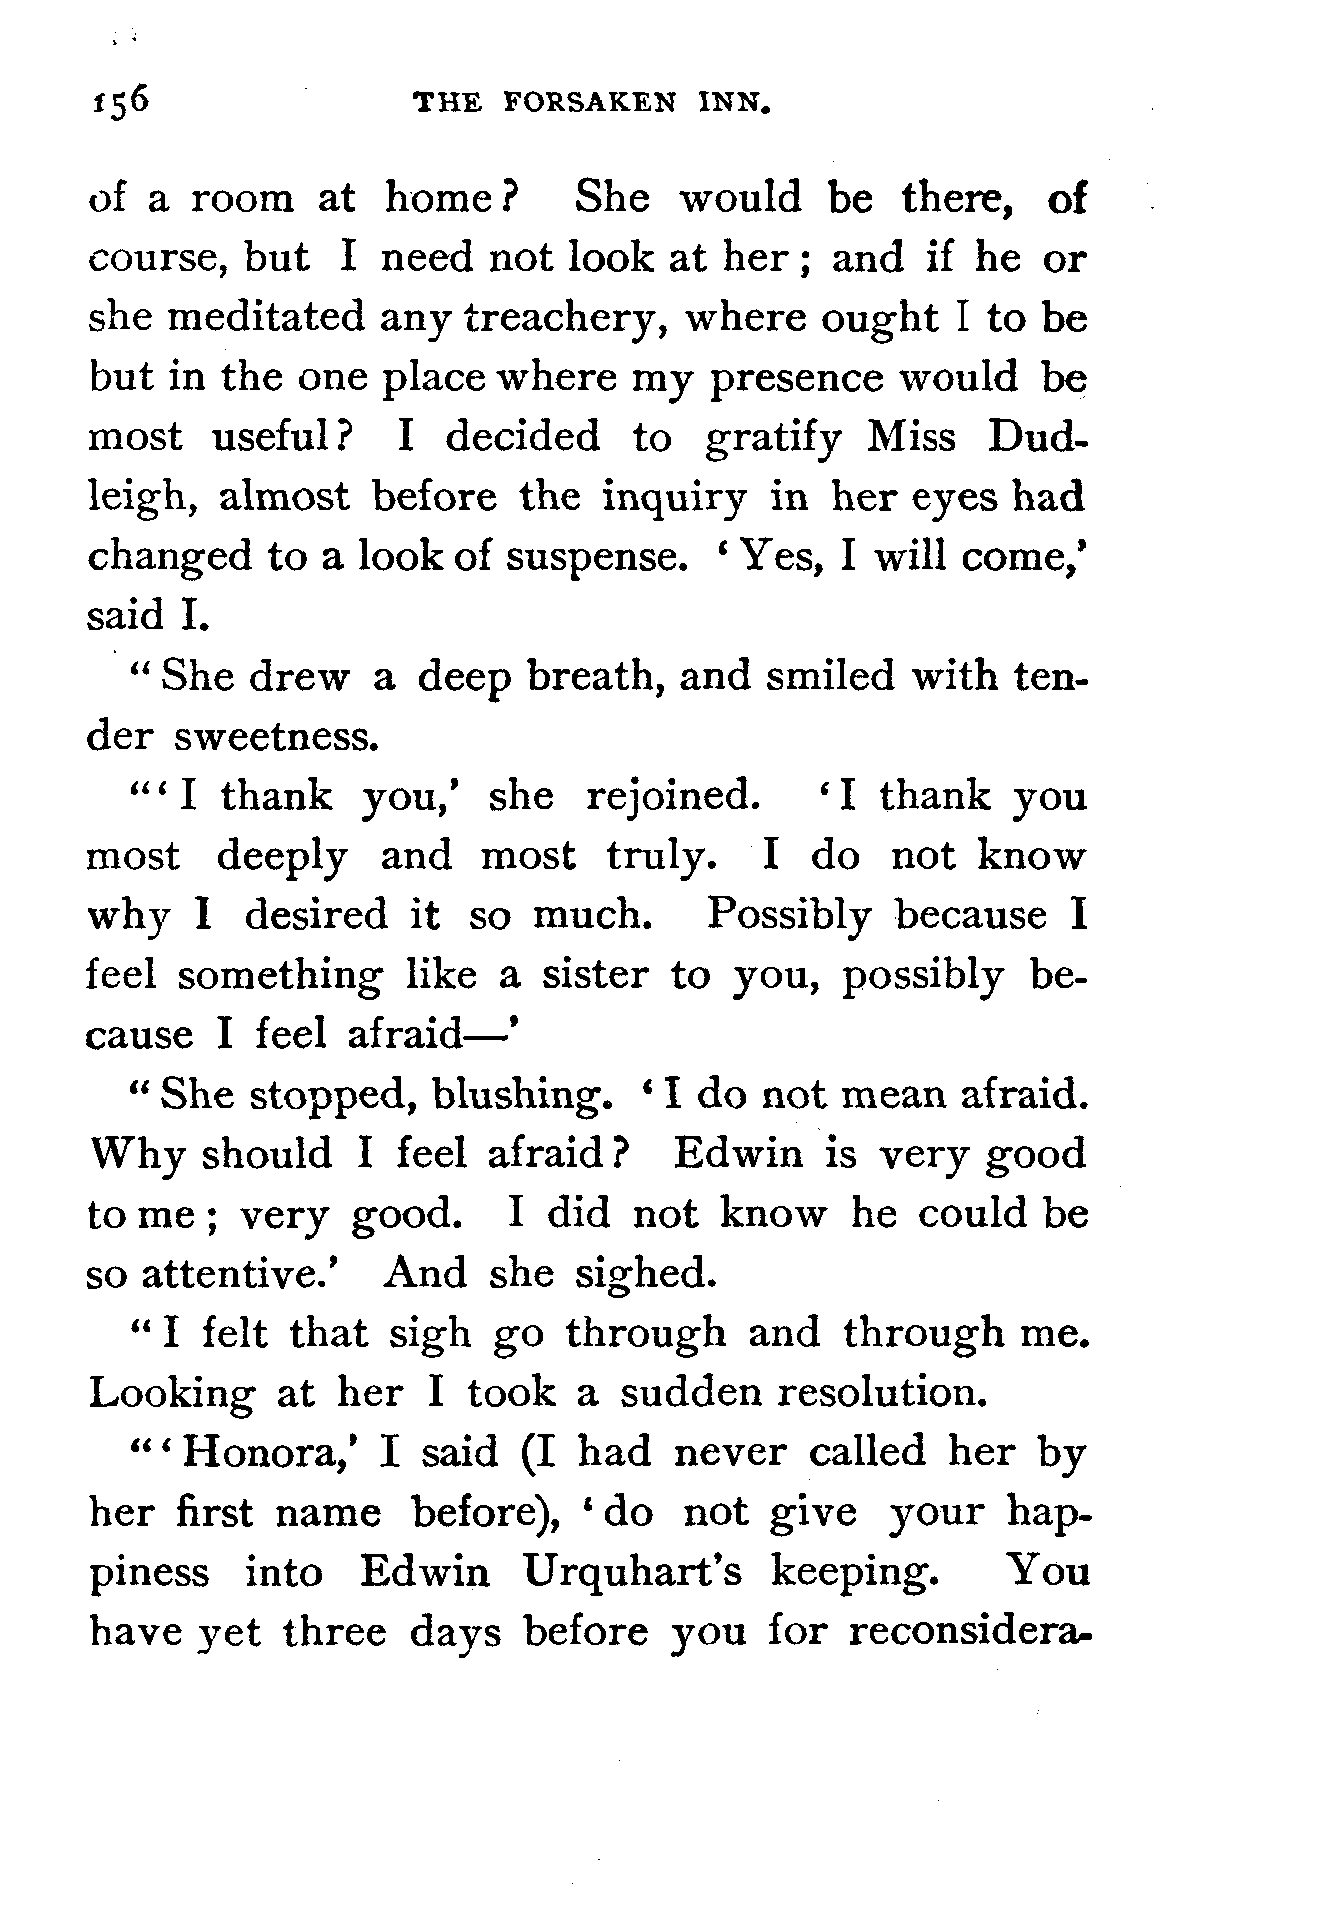 156 THE FORSAKEN INN.
of a room at home? She would be there, of
course, but I need not look at her; and if he or
she meditated any treachery, where ought I to be
but in the one place where my presence would be
most useful? I decided to gratify Miss Dud-
leigh, almost before the inquiry in her eyes had
changed to a look of suspense. ‘Yes, I will come,’
said I.
“She drew a deep breath, and smiled with ten-
der sweetness.
“‘I thank you,’ she rejoined. ‘I thank you
most deeply and most truly. I do not know
why I desired it so much. Possibly because I
feel something like a sister to you, possibly be-
cause I feel afraid—’
“She stopped, blushing. ‘I do not mean afraid.
Why should I feel afraid? Edwin is very good
to me; very good. I did not know he could be
so attentive.’ And she sighed.
“I felt that sigh go through and through me.
Looking at her I took a sudden resolution.
“‘Honora,’ I said (I had never called her by
her first name before), ‘do not give your hap-
piness into Edwin Urquhart’s keeping. You
have yet three days before you for reconsidera-